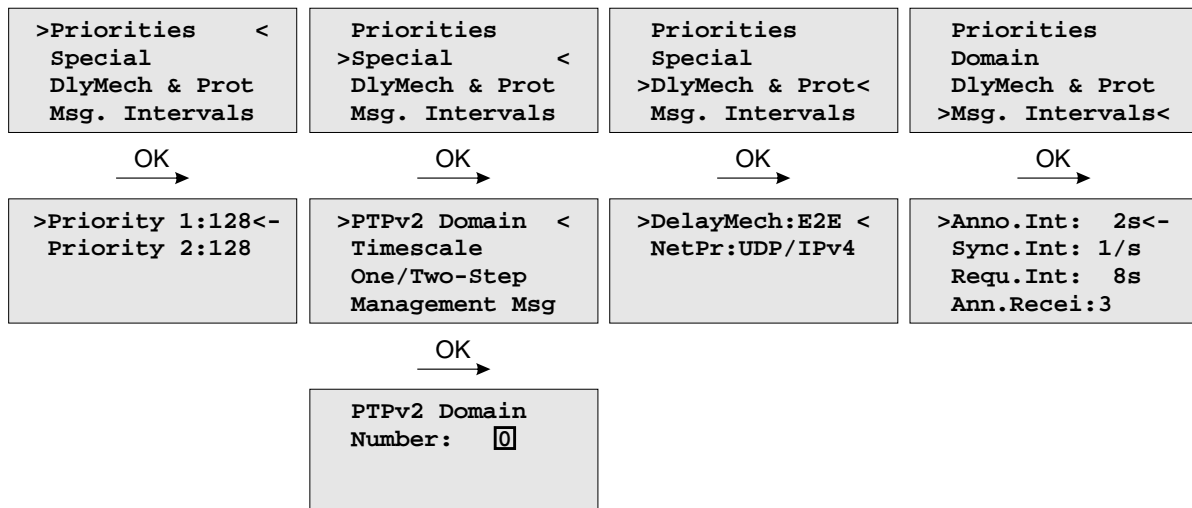 >Priorities <
Special
DlyMech & Prot
Msg. Intervals
Priorities
>Special <
DlyMech & Prot
Msg. Intervals
Priorities
Special
>DlyMech & Prot<
Msg. Intervals
Priorities
Domain
DlyMech & Prot
>Msg. Intervals<
OK
OK
OK
OK
>Priority 1:128<-
Priority 2:128
>PTPv2 Domain <
Timescale
One/Two-Step
Management Msg
>DelayMech:E2E <
NetPr:UDP/IPv4
>Anno.Int: 2s<-
Sync.Int: 1/s
Requ.Int: 8s
Ann.Recei:3
OK
PTPv2 Domain
Number: 0